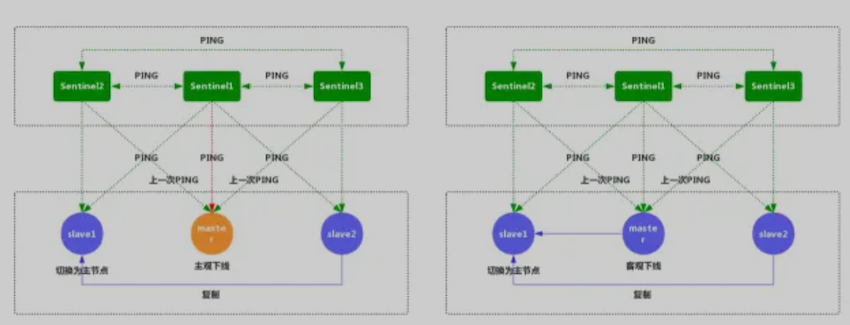 PING
PING
Sentinel2
PING
Sentinel1
PING
Sentinel3
Sentinel2
PING
Sentinel1
PING
Sentinel3
PING
PING
PING
PING
PING
PING
上一次PING
上一次PING
上一次PING
上一次PING
slave1
maste
r
slave2
slave1
maste
r
slave2
切换为主节点
主观下线
切换为主节点
客观下线
复制
复制